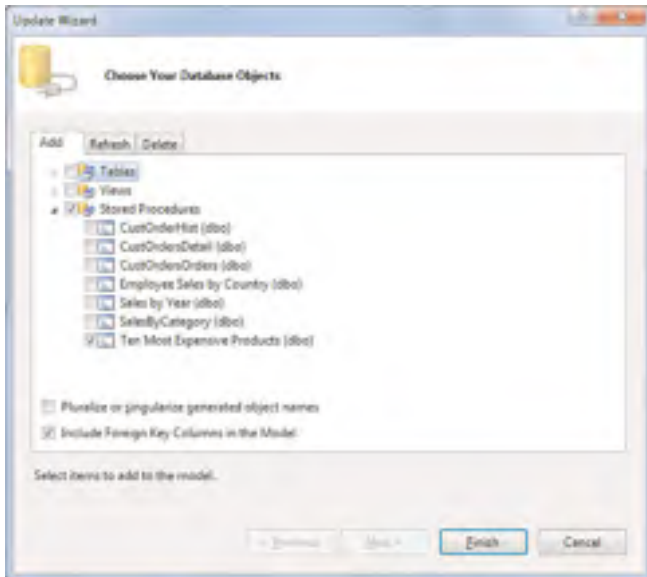 Update Wizard
Choose Your Database Objects
Add Refresh Delete
Tables
Views
Stored Procedures
CustOrderHist (dbo)
CustOrdersDetail (dbo)
CustOrdersOrders (dbo)
Employee Sales by Country (dbo)
Sales by Year (dbo)
SalesByCategory (dbo)
Ten Most Expensive Products (dbo)
Pluralize or singularize generated object names
Include Foreign Key Columns in the Model
Select items to add to the model.
< Previous Next > Finish Cancel